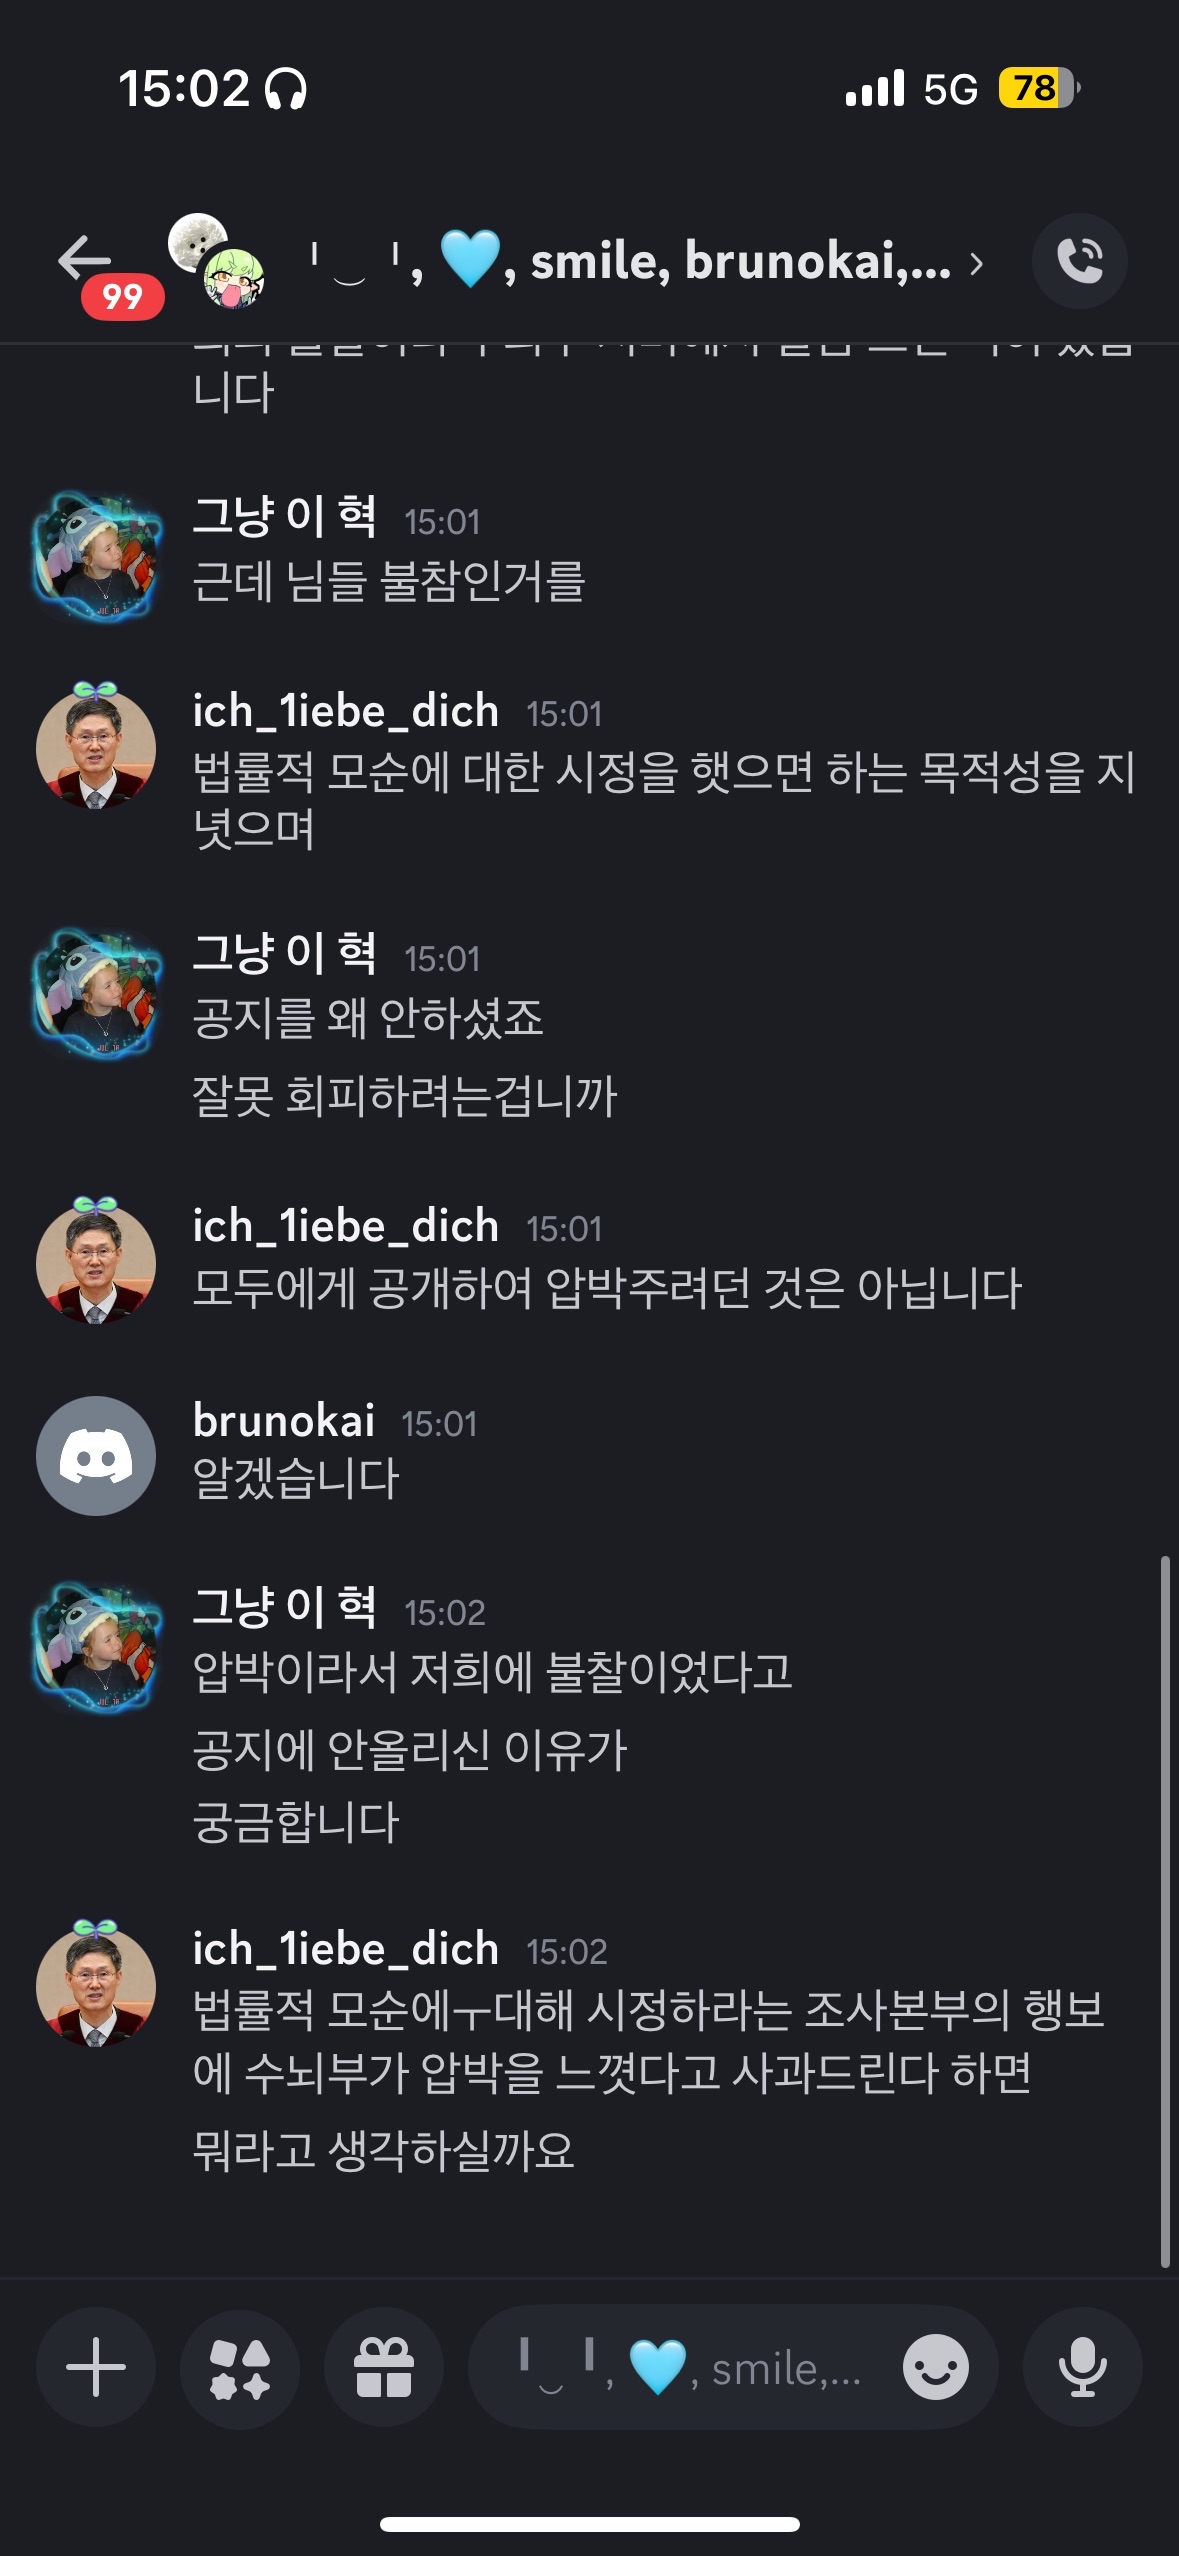 15:02
5G
78
99
╹◡╹, 🩵, smile, brunokai,... ›
니다
그냥 이 혁 15:01
근데 님들 불참인거를
ich_1iebe_dich 15:01
법률적 모순에 대한 시정을 햇으면 하는 목적성을 지
녓으며
그냥 이 혁 15:01
공지를 왜 안하셨죠
잘못 회피하려는겁니까
ich_1iebe_dich 15:01
모두에게 공개하여 압박주려던 것은 아닙니다
brunokai 15:01
알겠습니다
그냥 이 혁 15:02
압박이라서 저희에 불찰이었다고
공지에 안올리신 이유가
궁금합니다
ich_1iebe_dich 15:02
법률적 모순에ㅜ대해 시정하라는 조사본부의 행보
에 수뇌부가 압박을 느꼇다고 사과드린다 하면
뭐라고 생각하실까요
╹◡╹, 🩵, smile,...